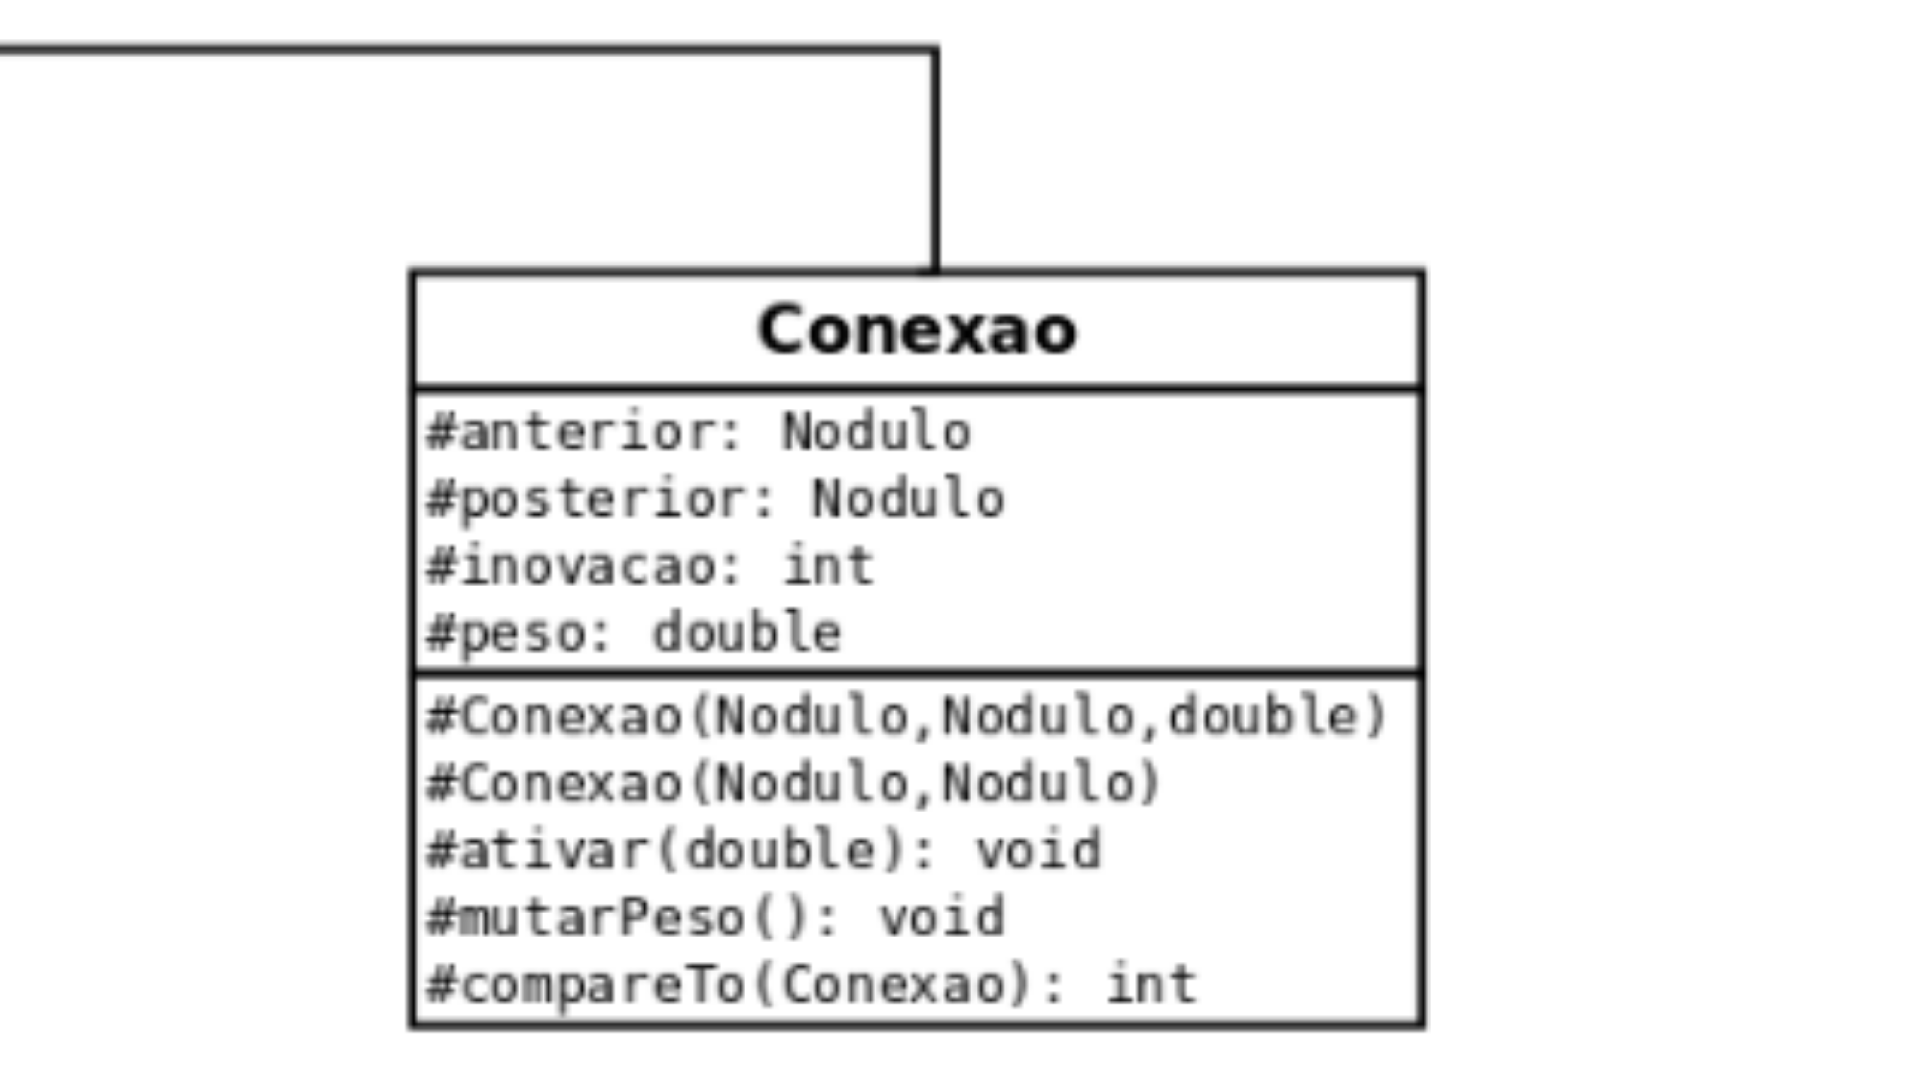 Conexao
#anterior: Nodulo
#posterior: Nodulo
#inovacao: int
#peso: double
#Conexao(Nodulo,Nodulo,double)
#Conexao(Nodulo,Nodulo)
#ativar(double): void
#mutarPeso(): void
#compareTo(Conexao): int